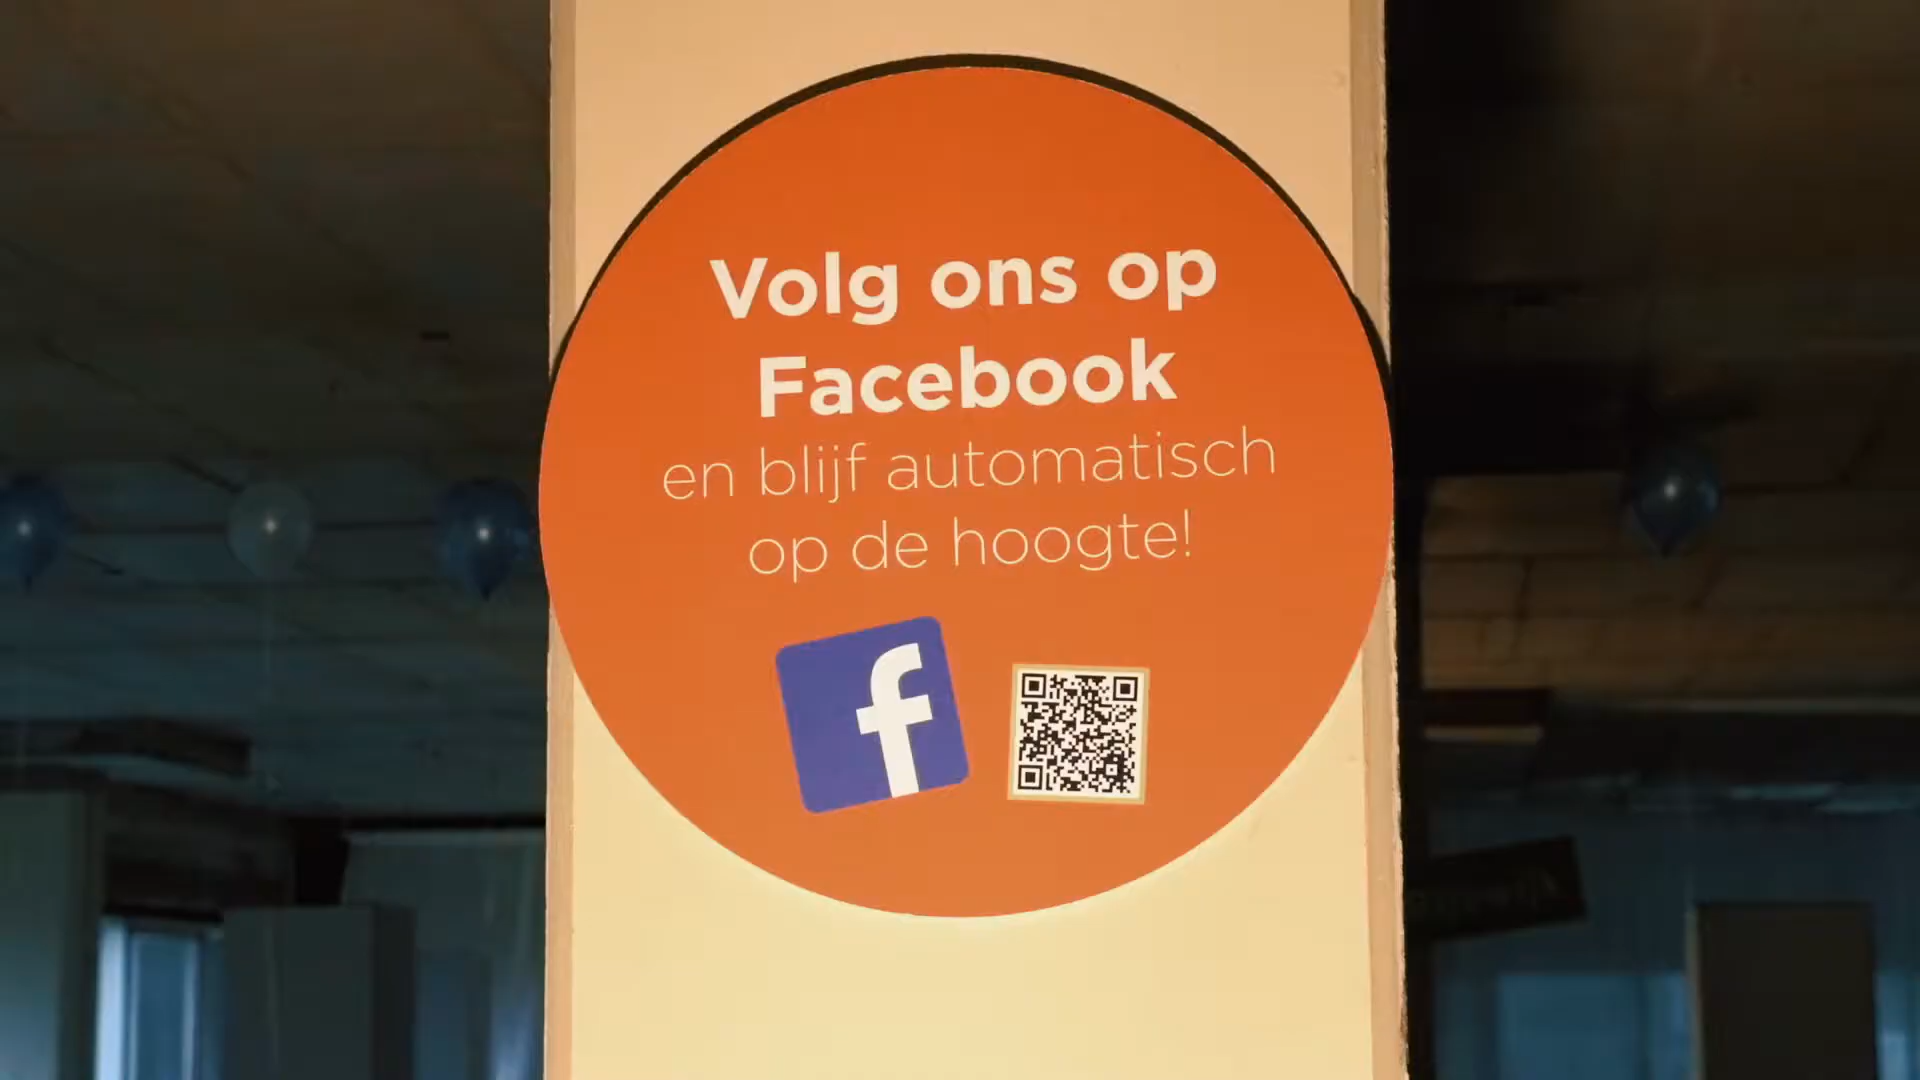 Volg ons op
Facebook
en blijf automatisch
op de hoogte!
f